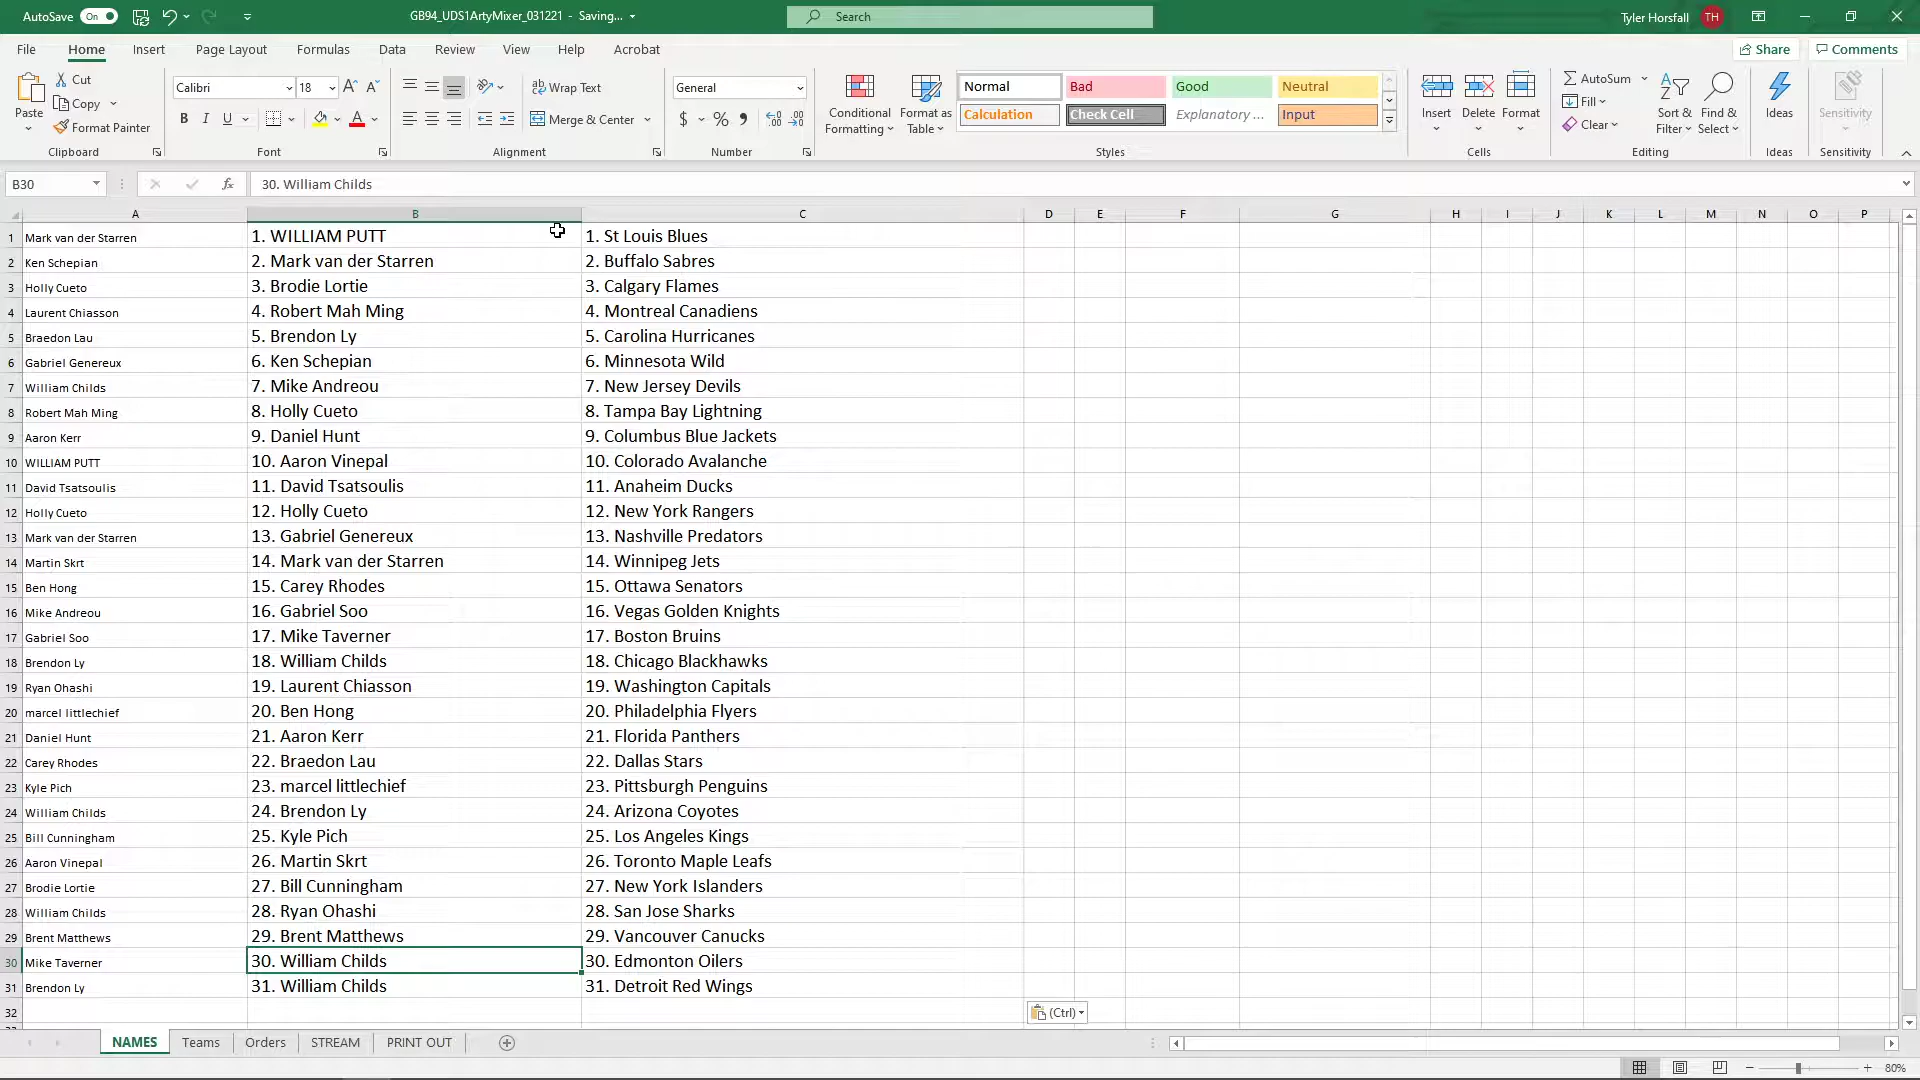 AutoSave On GB94_UDS1ArtyMixer_031221 - Saving... Search Tyler Horsfall TH
File Home Insert Page Layout Formulas Data Review View Help Acrobat Share Comments
Paste Cut Copy Format Painter Clipboard
Calibri 18 A A B I U A Font
Wrap Text Merge & Center Alignment
General $ % Number
Conditional Formatting Format as Table Normal Bad Good Neutral Calculation Check Cell Explanatory ... Input Styles
Insert Delete Format Cells
AutoSum Fill Clear Sort & Filter Find & Select Editing
Ideas Ideas
Sensitivity Sensitivity
B30 fx 30. William Childs
A B C D E F G H I J K L M N O P
1 Mark van der Starren 1. WILLIAM PUTT 1. St Louis Blues
2 Ken Schepian 2. Mark van der Starren 2. Buffalo Sabres
3 Holly Cueto 3. Brodie Lortie 3. Calgary Flames
4 Laurent Chiasson 4. Robert Mah Ming 4. Montreal Canadiens
5 Braedon Lau 5. Brendon Ly 5. Carolina Hurricanes
6 Gabriel Genereux 6. Ken Schepian 6. Minnesota Wild
7 William Childs 7. Mike Andreou 7. New Jersey Devils
8 Robert Mah Ming 8. Holly Cueto 8. Tampa Bay Lightning
9 Aaron Kerr 9. Daniel Hunt 9. Columbus Blue Jackets
10 WILLIAM PUTT 10. Aaron Vinepal 10. Colorado Avalanche
11 David Tsatsoulis 11. David Tsatsoulis 11. Anaheim Ducks
12 Holly Cueto 12. Holly Cueto 12. New York Rangers
13 Mark van der Starren 13. Gabriel Genereux 13. Nashville Predators
14 Martin Skrt 14. Mark van der Starren 14. Winnipeg Jets
15 Ben Hong 15. Carey Rhodes 15. Ottawa Senators
16 Mike Andreou 16. Gabriel Soo 16. Vegas Golden Knights
17 Gabriel Soo 17. Mike Taverner 17. Boston Bruins
18 Brendon Ly 18. William Childs 18. Chicago Blackhawks
19 Ryan Ohashi 19. Laurent Chiasson 19. Washington Capitals
20 marcel littlechief 20. Ben Hong 20. Philadelphia Flyers
21 Daniel Hunt 21. Aaron Kerr 21. Florida Panthers
22 Carey Rhodes 22. Braedon Lau 22. Dallas Stars
23 Kyle Pich 23. marcel littlechief 23. Pittsburgh Penguins
24 William Childs 24. Brendon Ly 24. Arizona Coyotes
25 Bill Cunningham 25. Kyle Pich 25. Los Angeles Kings
26 Aaron Vinepal 26. Martin Skrt 26. Toronto Maple Leafs
27 Brodie Lortie 27. Bill Cunningham 27. New York Islanders
28 William Childs 28. Ryan Ohashi 28. San Jose Sharks
29 Brent Matthews 29. Brent Matthews 29. Vancouver Canucks
30 Mike Taverner 30. William Childs 30. Edmonton Oilers
31 Brendon Ly 31. William Childs 31. Detroit Red Wings
32 (Ctrl)
NAMES Teams Orders STREAM PRINT OUT
80%